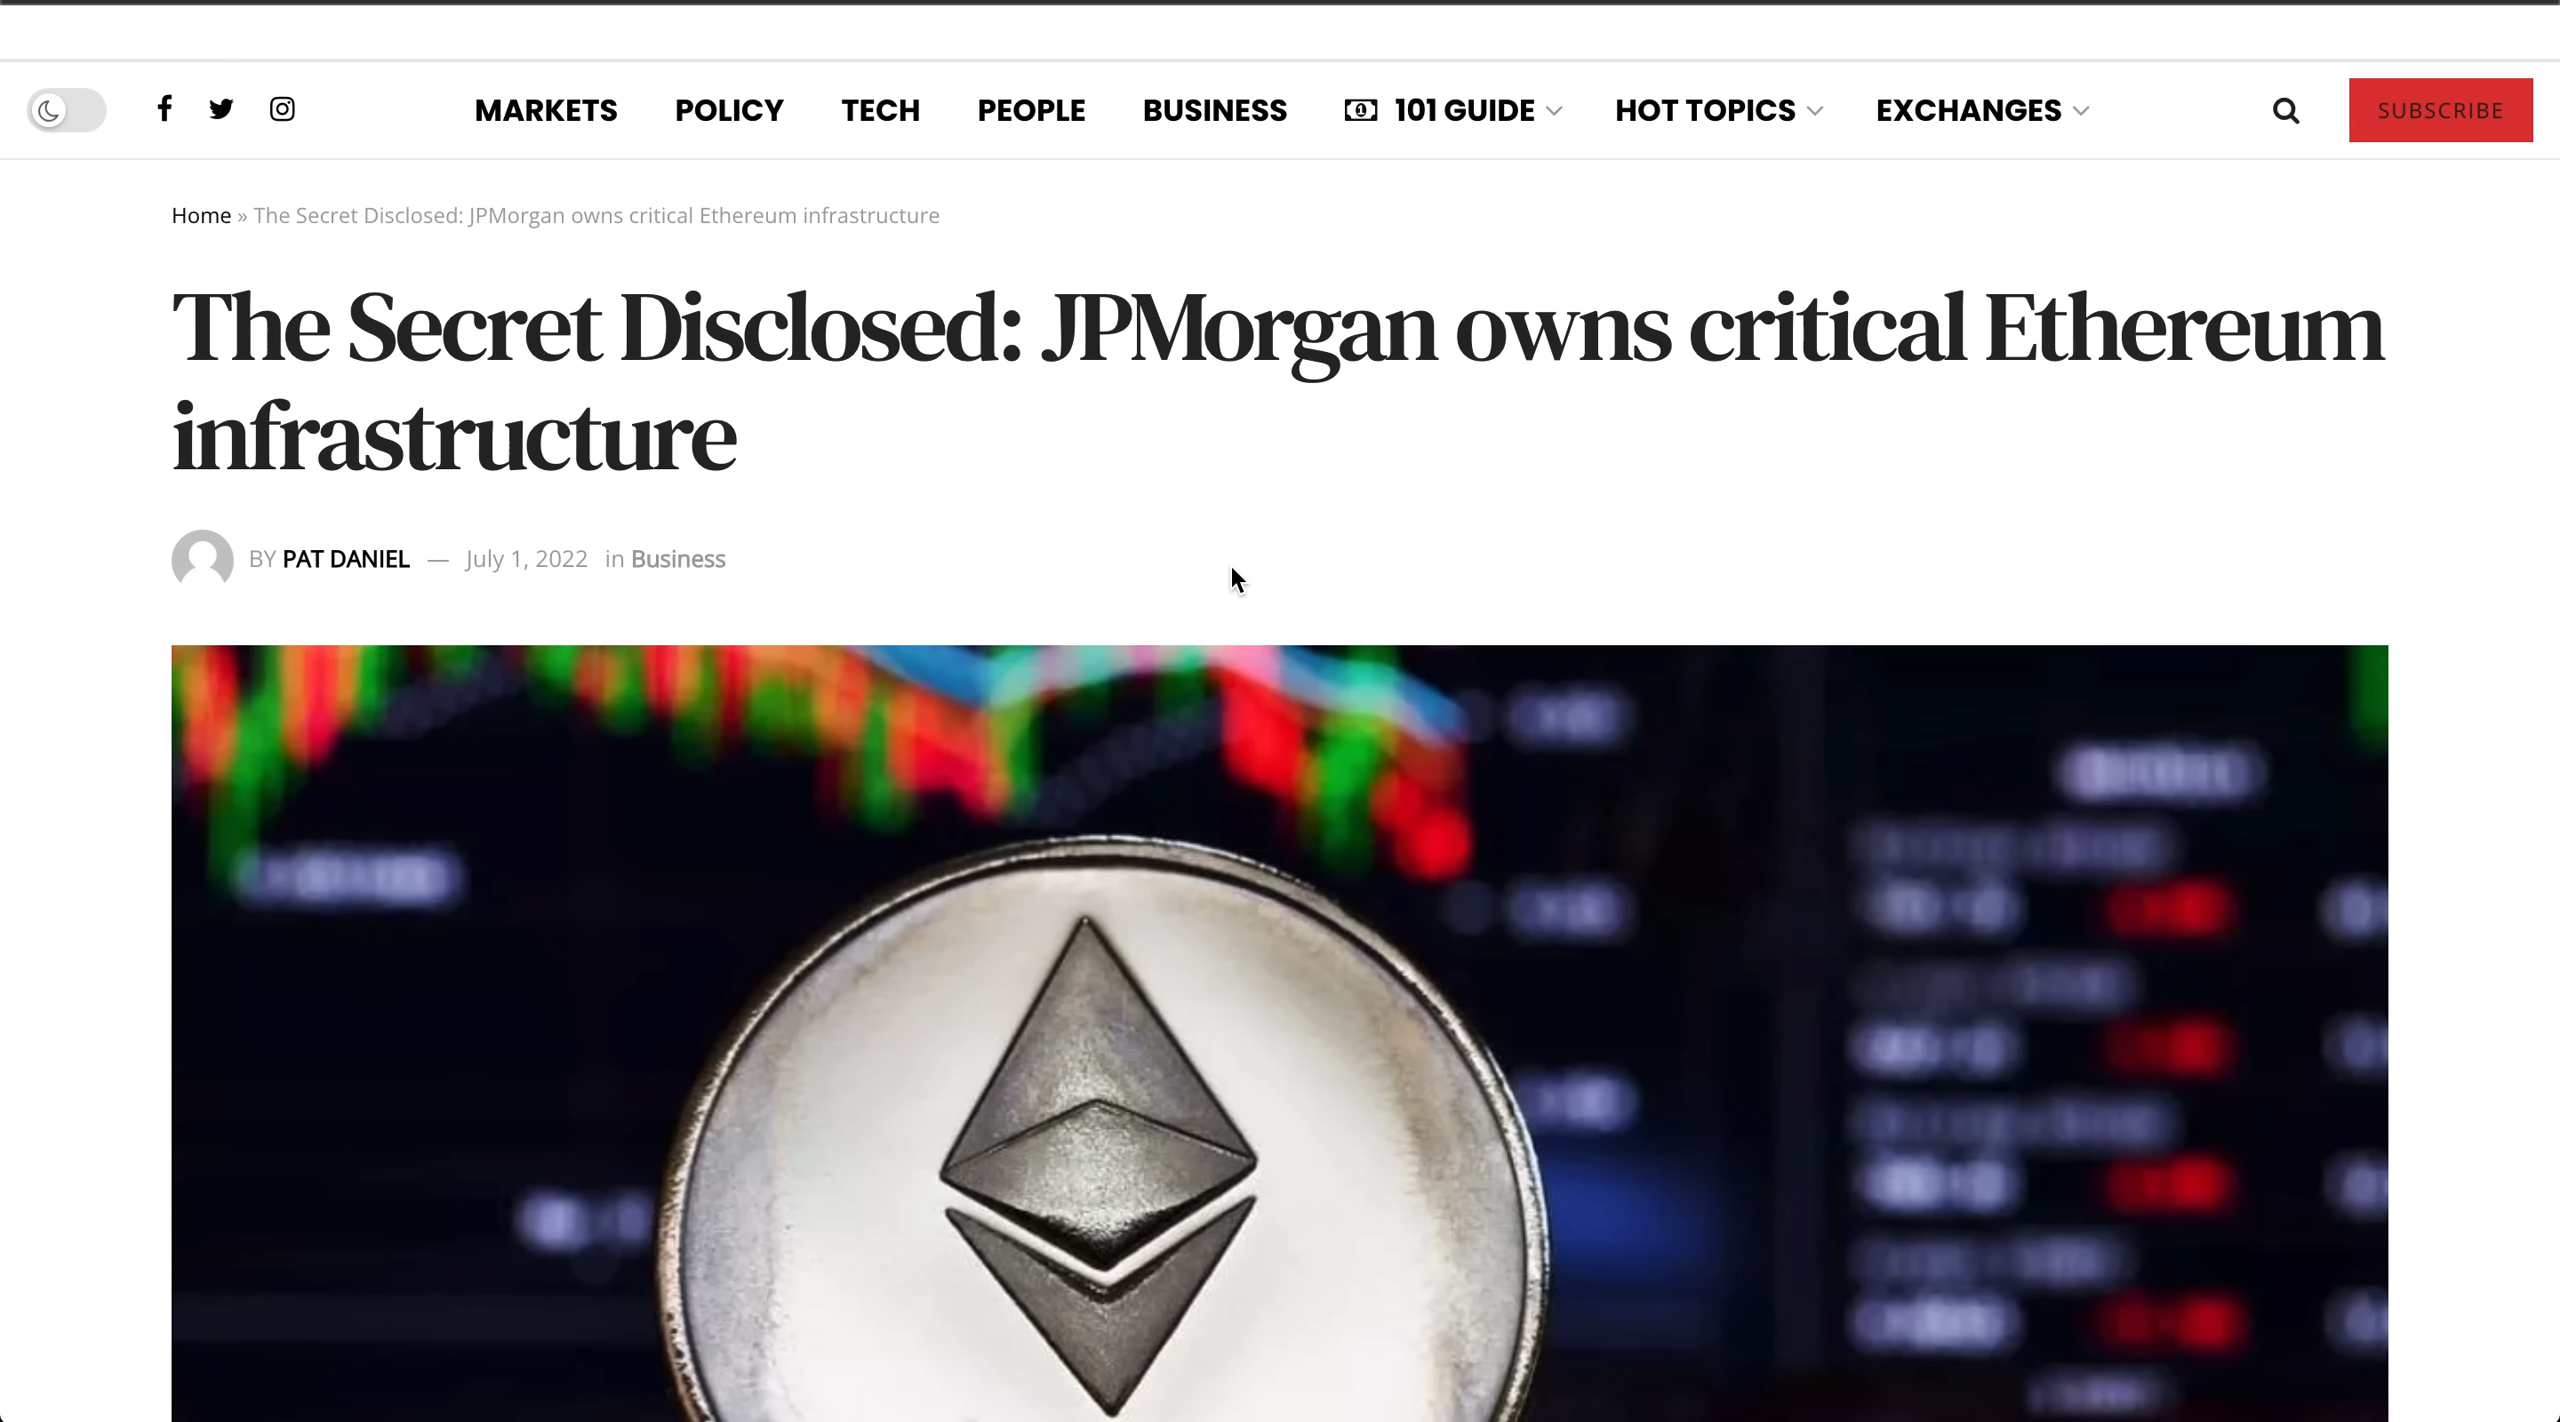 MARKETS POLICY TECH PEOPLE BUSINESS 101 GUIDE HOT TOPICS EXCHANGES SUBSCRIBE
Home » The Secret Disclosed: JPMorgan owns critical Ethereum infrastructure
The Secret Disclosed: JPMorgan owns critical Ethereum
infrastructure
BY PAT DANIEL — July 1, 2022 in Business